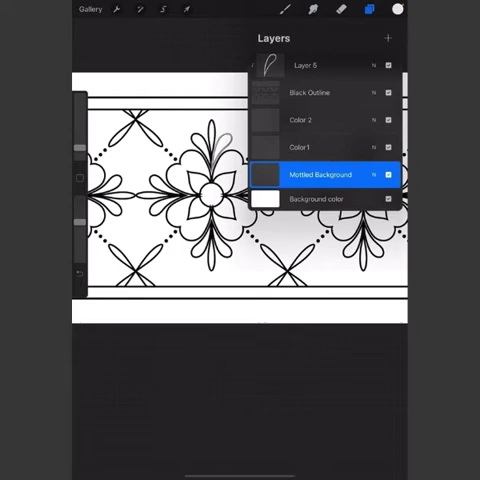 Gallery
Layers
Layer 5 N
Black Outline N
Color 2 N
Color1 N
Mottled Background N
Background color